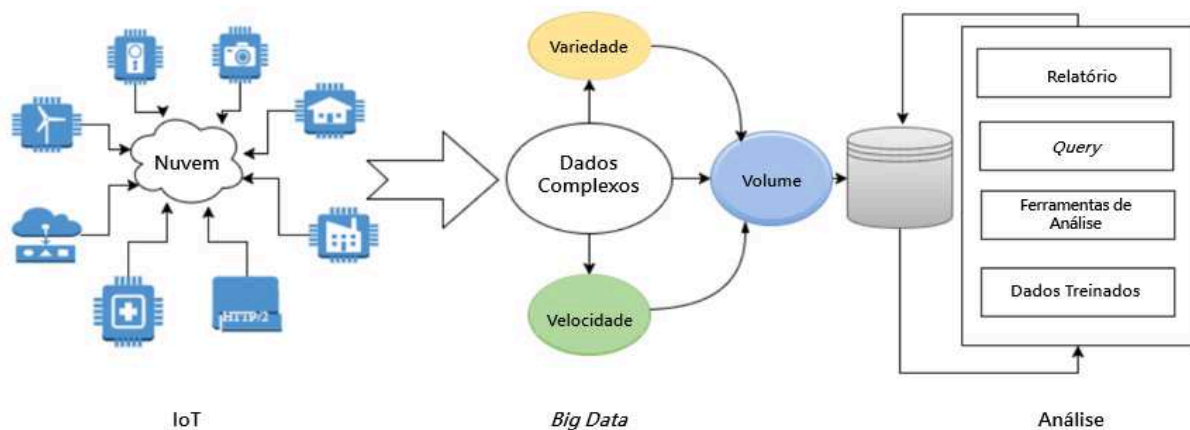 Nuvem
HTTP/2
IoT
Variedade
Dados
Complexos
Volume
Velocidade
Big Data
Relatório
Query
Ferramentas de
Análise
Dados Treinados
Análise